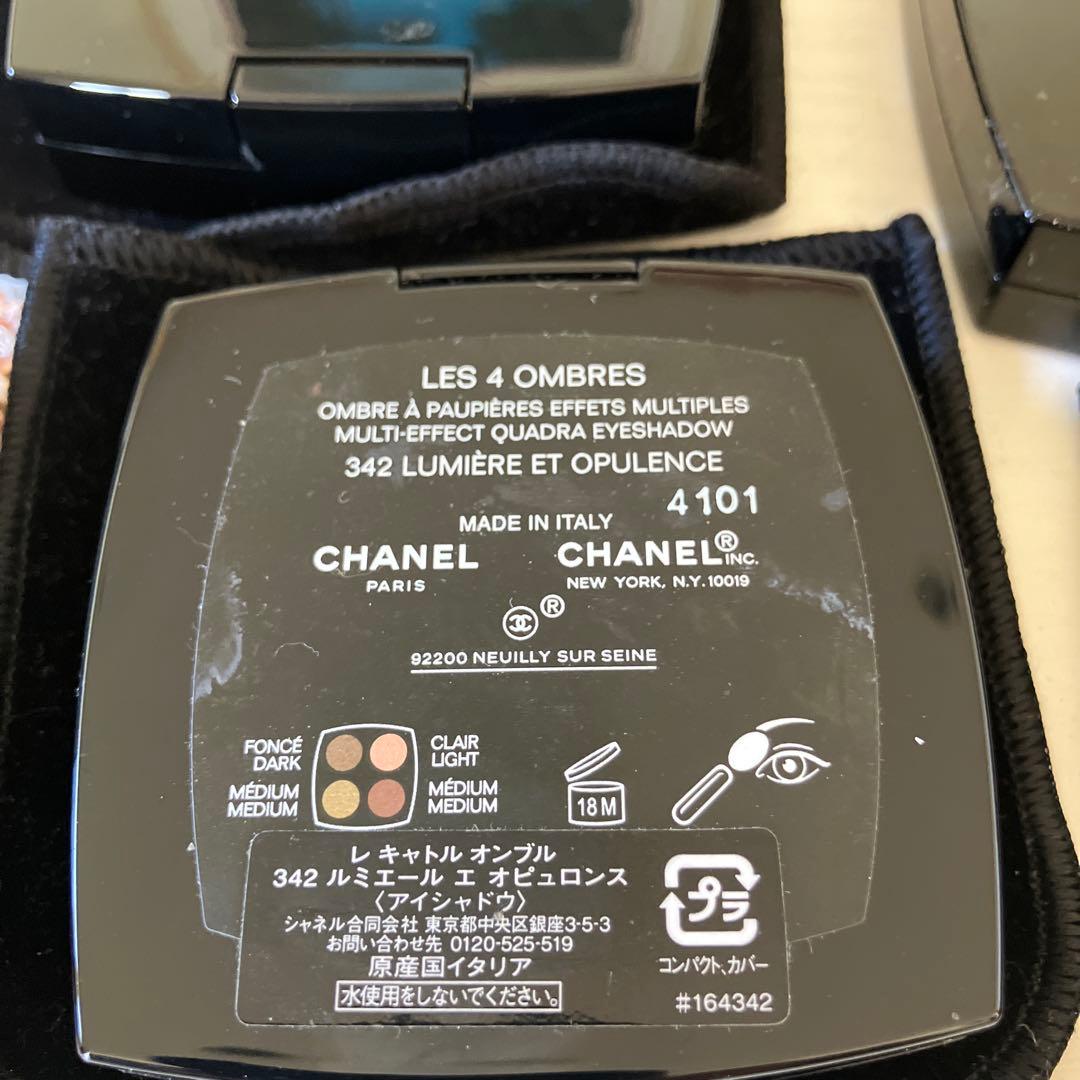 LES 4 OMBRES
OMBRE À PAUPIÈRES EFFETS MULTIPLES
MULTI-EFFECT QUADRA EYESHADOW
342 LUMIÈRE ET OPULENCE
4101
MADE IN ITALY
CHANEL
PARIS
CHANEL® INC.
NEW YORK, N.Y. 10019
®
92200 NEUILLY SUR SEINE
FONCÉ
DARK
CLAIR
LIGHT
MÉDIUM
MEDIUM
MÉDIUM
MEDIUM
18 M
レ キャトル オンブル
342 ルミエール エ オピュロンス
〈アイシャドウ〉
シャネル合同会社 東京都中央区銀座3-5-3
お問い合わせ先 0120-525-519
原産国イタリア
水使用をしないでください。
プラ
コンパクト、カバー
#164342